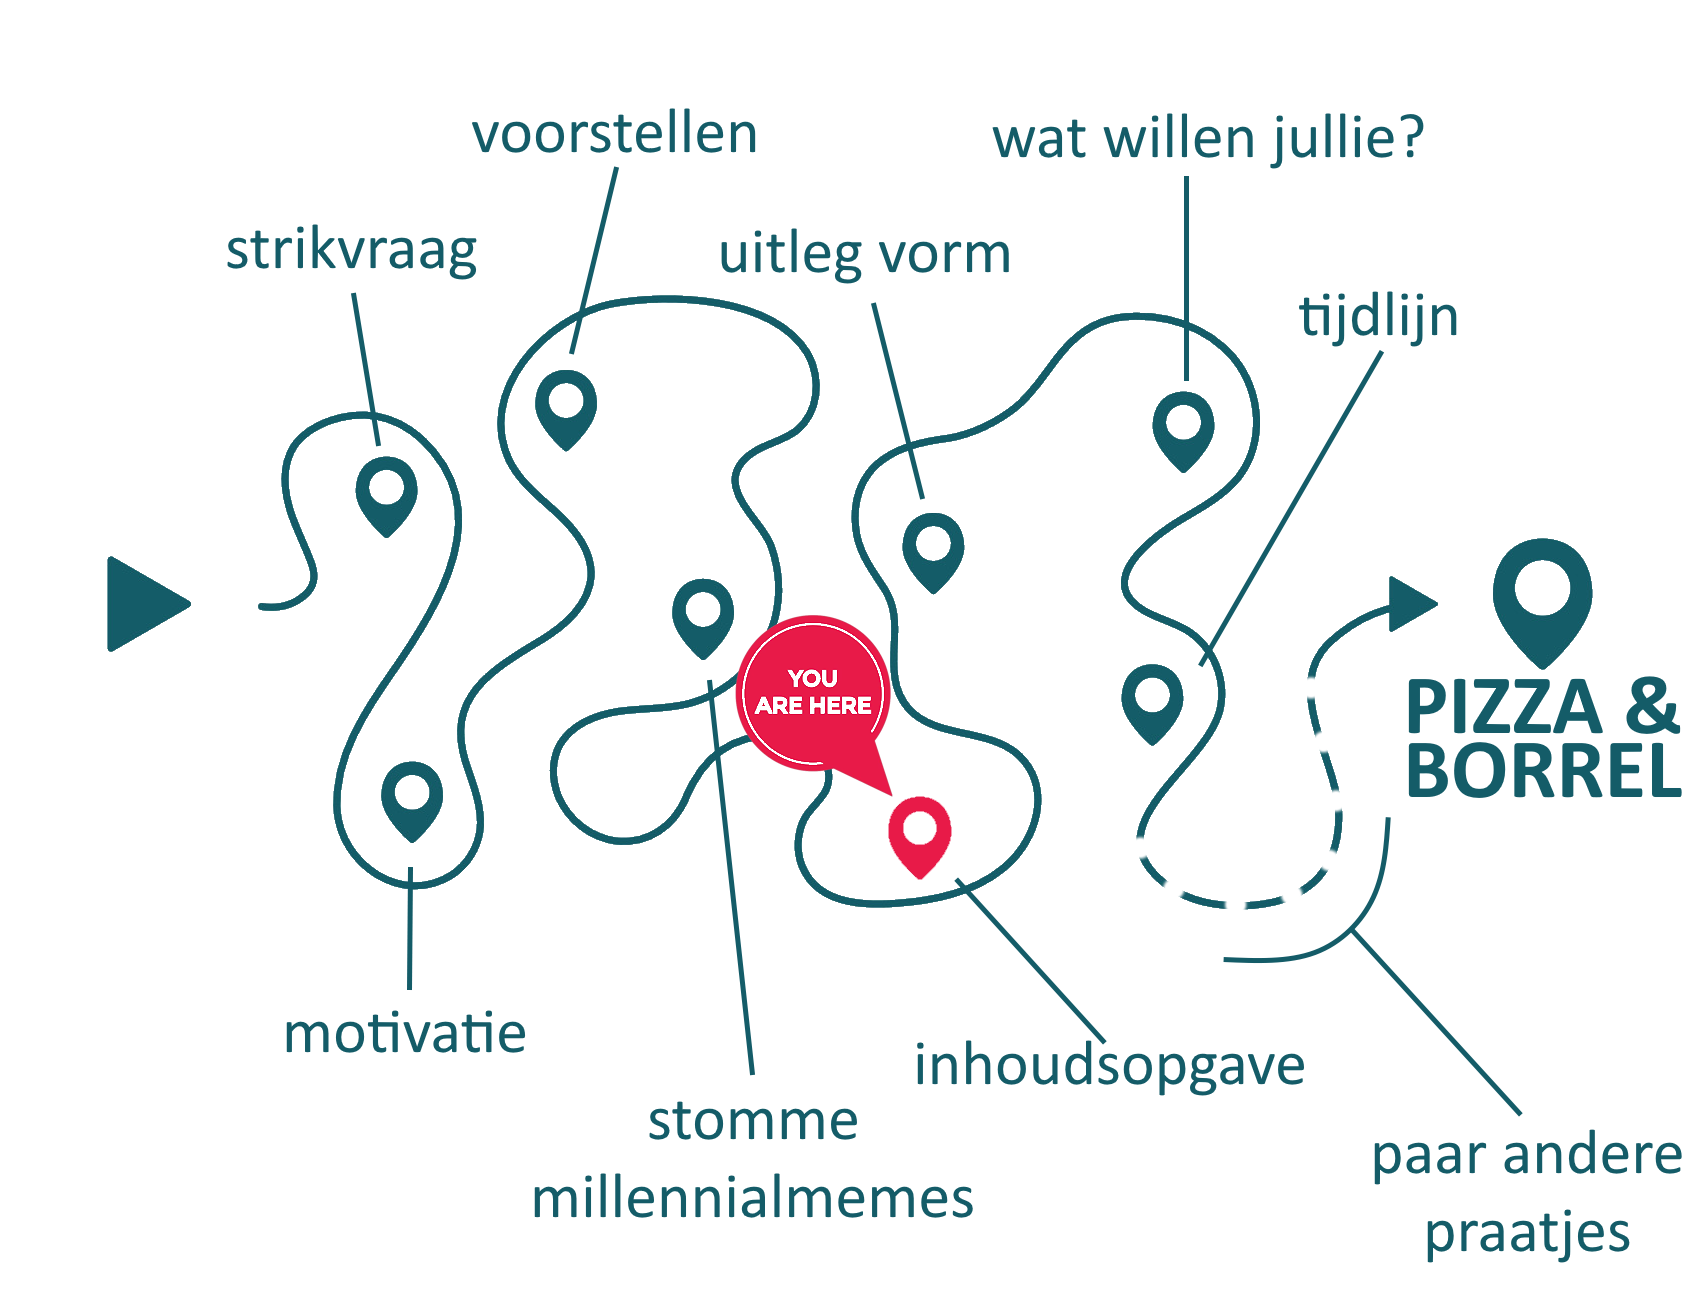 voorstellen
wat willen jullie?
strikvraag
uitleg vorm
tijdlijn
YOU
ARE HERE
PIZZA &
BORREL
motivatie
inhoudsopgave
stomme
millennialmemes
paar andere
praatjes